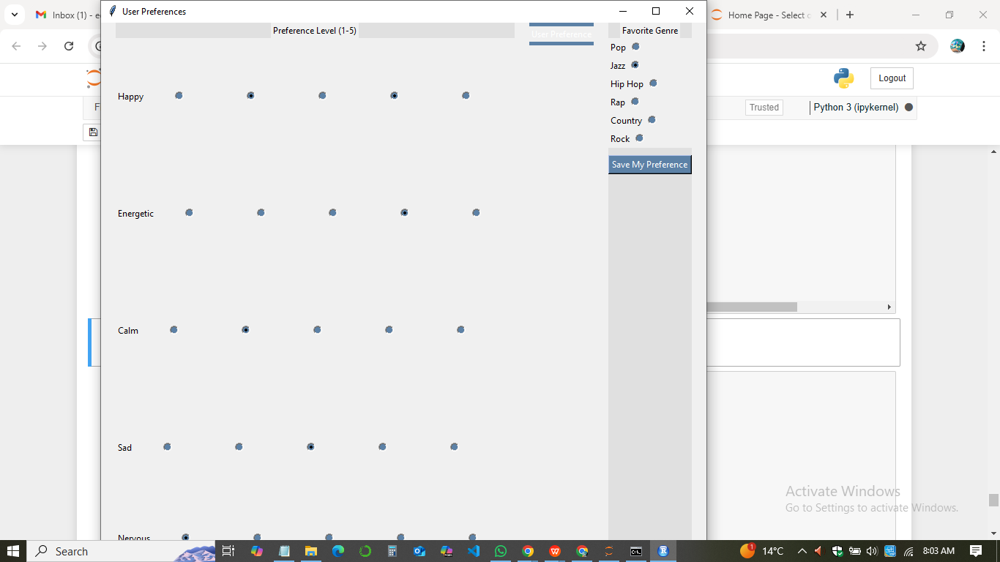 Inbox (1) - e
User Preferences
Home Page - Select
Preference Level (1-5)
User Preference
Favorite Genre
Pop
Jazz
Hip Hop
Rap
Country
Rock
Save My Preference
Logout
F
Trusted
Python 3 (ipykernel)
Happy
Energetic
Calm
Sad
Nervous
Activate Windows
Go to Settings to activate Windows.
Search
1
14°C
8:03 AM